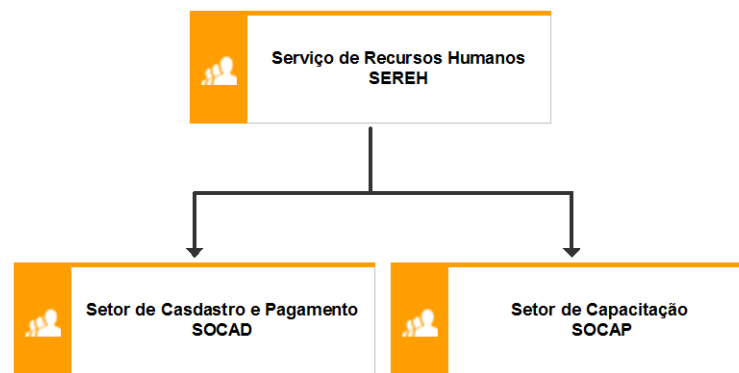 Serviço de Recursos Humanos
SEREH
Setor de Casdastro e Pagamento
SOCAD
Setor de Capacitação
SOCAP